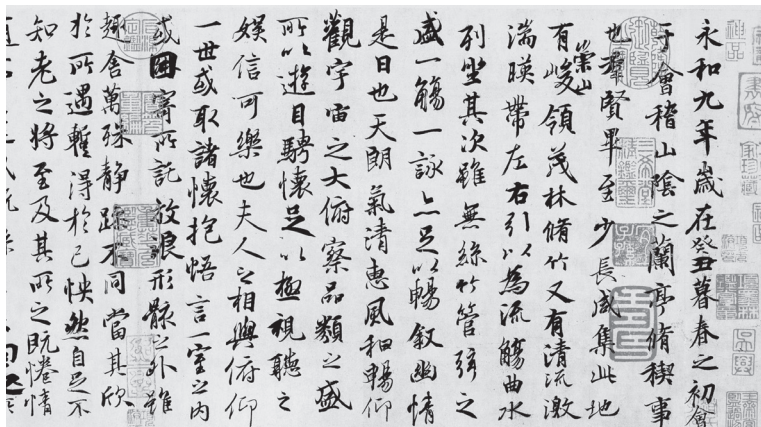 永和九年歲在癸丑暮春之初會
于會稽山陰之蘭亭脩稧事
也羣賢畢至少長咸集此地
有崇山峻領茂林脩竹又有清流激
湍暎帶左右引以為流觴曲水
列坐其次雖無絲竹管弦之
盛一觴一詠亦足以暢叙幽情
是日也天朗氣清惠風和暢仰
觀宇宙之大俯察品類之盛
所以遊目騁懷足以極視聽之
娛信可樂也夫人之相與俯仰
一世或取諸懷抱悟言一室之內
或因寄所託放浪形骸之外雖
趣舍萬殊靜躁不同當其欣
於所遇蹔得於己怏然自足不
知老之將至及其所之既惓情